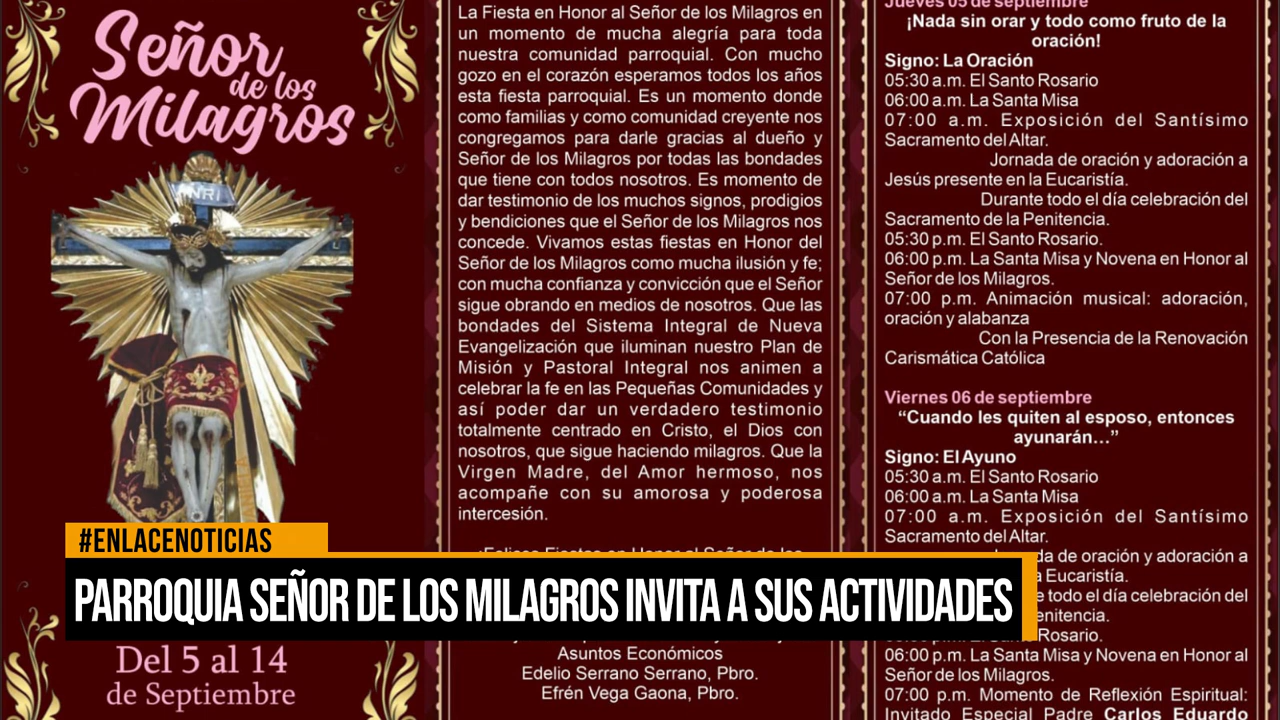 Señor
de los
Milagros
INRI
Del 5 al 14
de Septiembre
La Fiesta en Honor al Señor de los Milagros en
un momento de mucha alegría para toda
nuestra comunidad parroquial. Con mucho
gozo en el corazón esperamos todos los años
esta fiesta parroquial. Es un momento donde
como familias y como comunidad creyente nos
congregamos para darle gracias al dueño y
Señor de los Milagros por todas las bondades
que tiene con todos nosotros. Es momento de
dar testimonio de los muchos signos, prodigios
y bendiciones que el Señor de los Milagros nos
concede. Vivamos estas fiestas en Honor del
Señor de los Milagros como mucha ilusión y fe;
con mucha confianza y convicción que el Señor
sigue obrando en medios de nosotros. Que las
bondades del Sistema Integral de Nueva
Evangelización que iluminan nuestro Plan de
Misión y Pastoral Integral nos animen a
celebrar la fe en las Pequeñas Comunidades y
así poder dar un verdadero testimonio
totalmente centrado en Cristo, el Dios con
nosotros, que sigue haciendo milagros. Que la
Virgen Madre, del Amor hermoso, nos
acompañe con su amorosa y poderosa
intercesión.
¡Felices Fiestas en Honor al Señor de los
Asuntos Económicos
Edelio Serrano Serrano, Pbro.
Efrén Vega Gaona, Pbro.
Jueves 05 de septiembre
¡Nada sin orar y todo como fruto de la
oración!
Signo: La Oración
05:30 a.m. El Santo Rosario
06:00 a.m. La Santa Misa
07:00 a.m. Exposición del Santísimo
Sacramento del Altar.
Jornada de oración y adoración a
Jesús presente en la Eucaristía.
Durante todo el día celebración del
Sacramento de la Penitencia.
05:30 p.m. El Santo Rosario.
06:00 p.m. La Santa Misa y Novena en Honor al
Señor de los Milagros.
07:00 p.m. Animación musical: adoración,
oración y alabanza
Con la Presencia de la Renovación
Carismática Católica
Viernes 06 de septiembre
“Cuando les quiten al esposo, entonces
ayunarán…”
Signo: El Ayuno
05:30 a.m. El Santo Rosario
06:00 a.m. La Santa Misa
07:00 a.m. Exposición del Santísimo
Sacramento del Altar.
de oración y adoración a
Eucaristía.
todo el día celebración del
Rosario.
06:00 p.m. La Santa Misa y Novena en Honor al
Señor de los Milagros.
07:00 p.m. Momento de Reflexión Espiritual:
Invitado Especial Padre Carlos Eduardo
#ENLACENOTICIAS
PARROQUIA SEÑOR DE LOS MILAGROS INVITA A SUS ACTIVIDADES